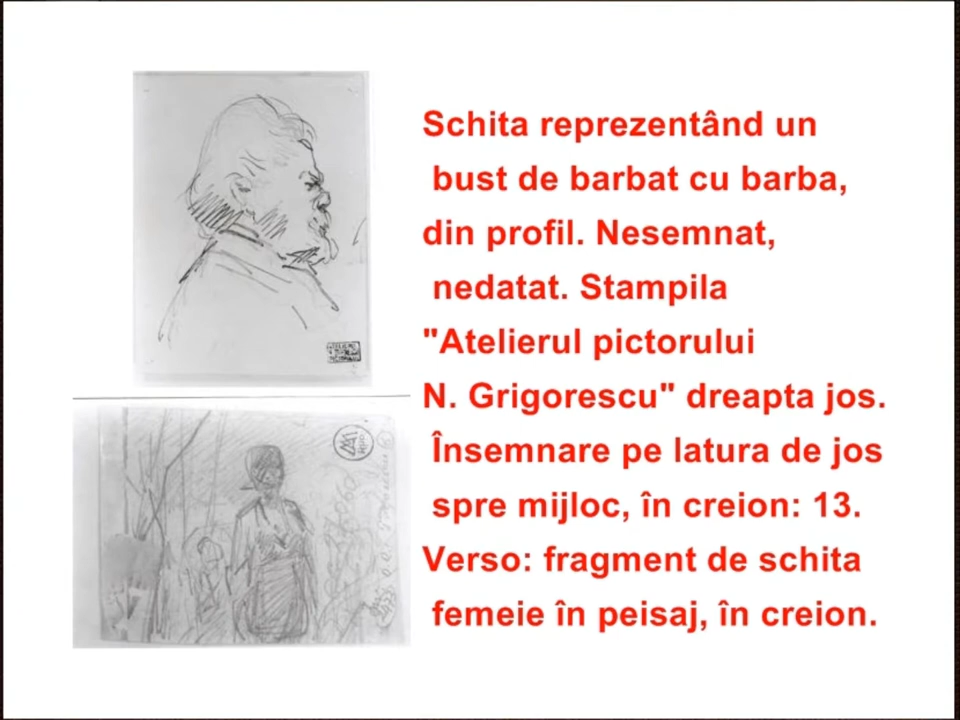 Schita reprezentând un
bust de barbat cu barba,
din profil. Nesemnat,
nedatat. Stampila
"Atelierul pictorului
N. Grigorescu" dreapta jos.
Însemnare pe latura de jos
spre mijloc, în creion: 13.
Verso: fragment de schita
femeie în peisaj, în creion.